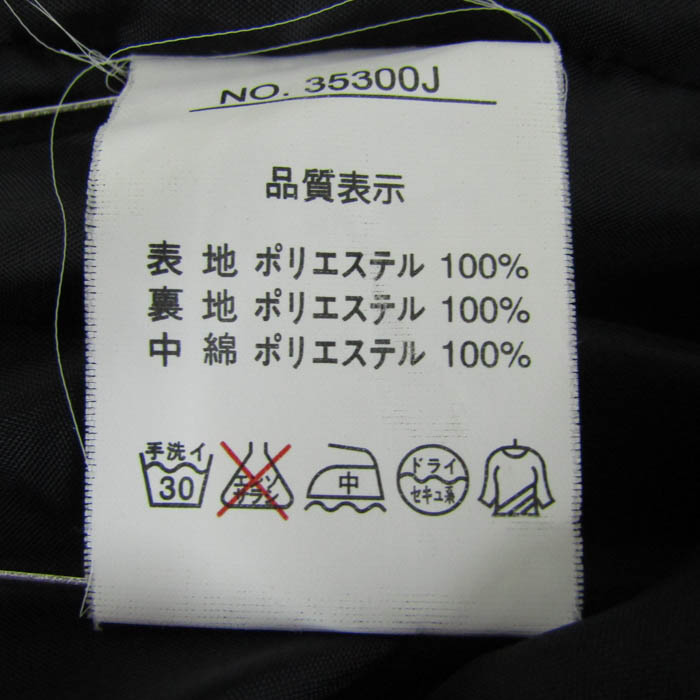 NO. 35300J
品質表示
表 地 ポリエステル 100%
裏 地 ポリエステル 100%
中 綿 ポリエステル 100%
手洗イ
30
エンソ
サラシ
中
ドライ
セキユ系